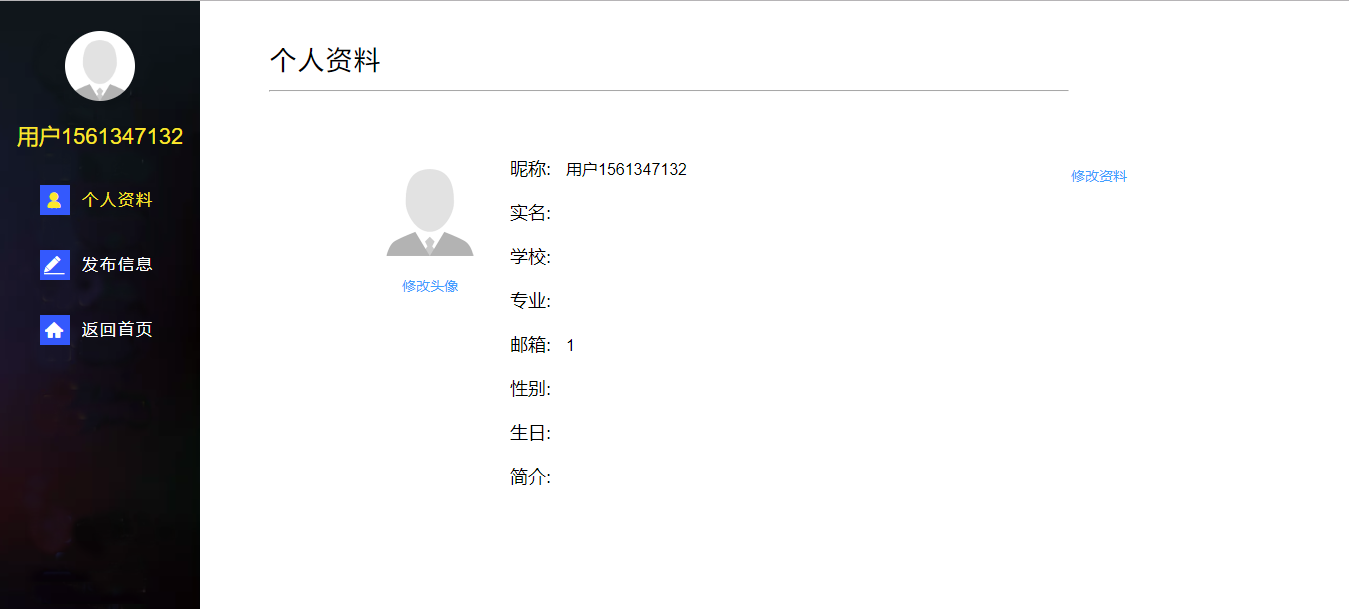 用户1561347132
个人资料
发布信息
返回首页
个人资料
昵称: 用户1561347132
修改资料
实名:
学校:
修改头像
专业:
邮箱: 1
性别:
生日:
简介: